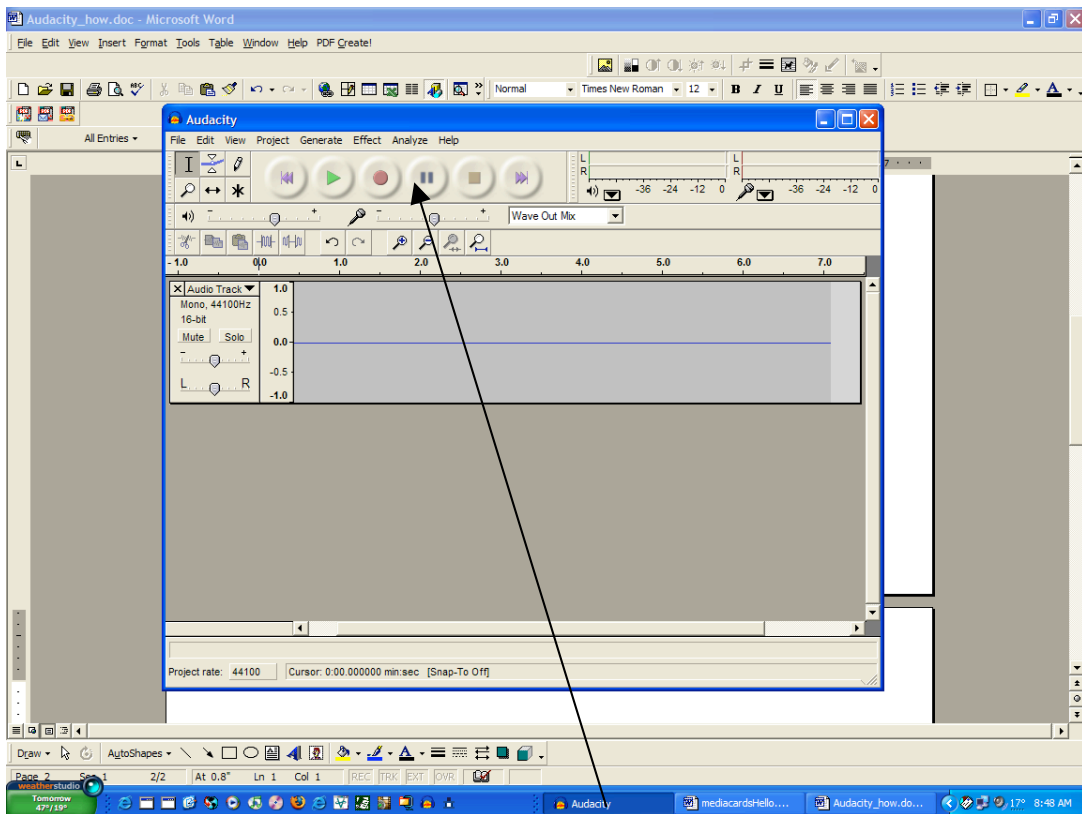 Audacity_how.doc - Microsoft Word
File Edit View Insert Format Tools Table Window Help PDF Create!
Normal Times New Roman 12 B I U
All Entries
Audacity
File Edit View Project Generate Effect Analyze Help
L L
R R
-36 -24 -12 0 -36 -24 -12 0
Wave Out Mix
- 1.0 0.0 1.0 2.0 3.0 4.0 5.0 6.0 7.0
Audio Track 1.0
Mono, 44100Hz
16-bit 0.5
Mute Solo
0.0
-0.5
L R
-1.0
Project rate: 44100 Cursor: 0:00.000000 min:sec [Snap-To Off]
Draw AutoShapes
Page 2 Sec 1 2/2 At 0.8" Ln 1 Col 1 REC TRK EXT OVR
weatherstudio
Tomorrow
47°/19°
Audacity mediacardsHello.... Audacity_how.do... 17° 8:48 AM